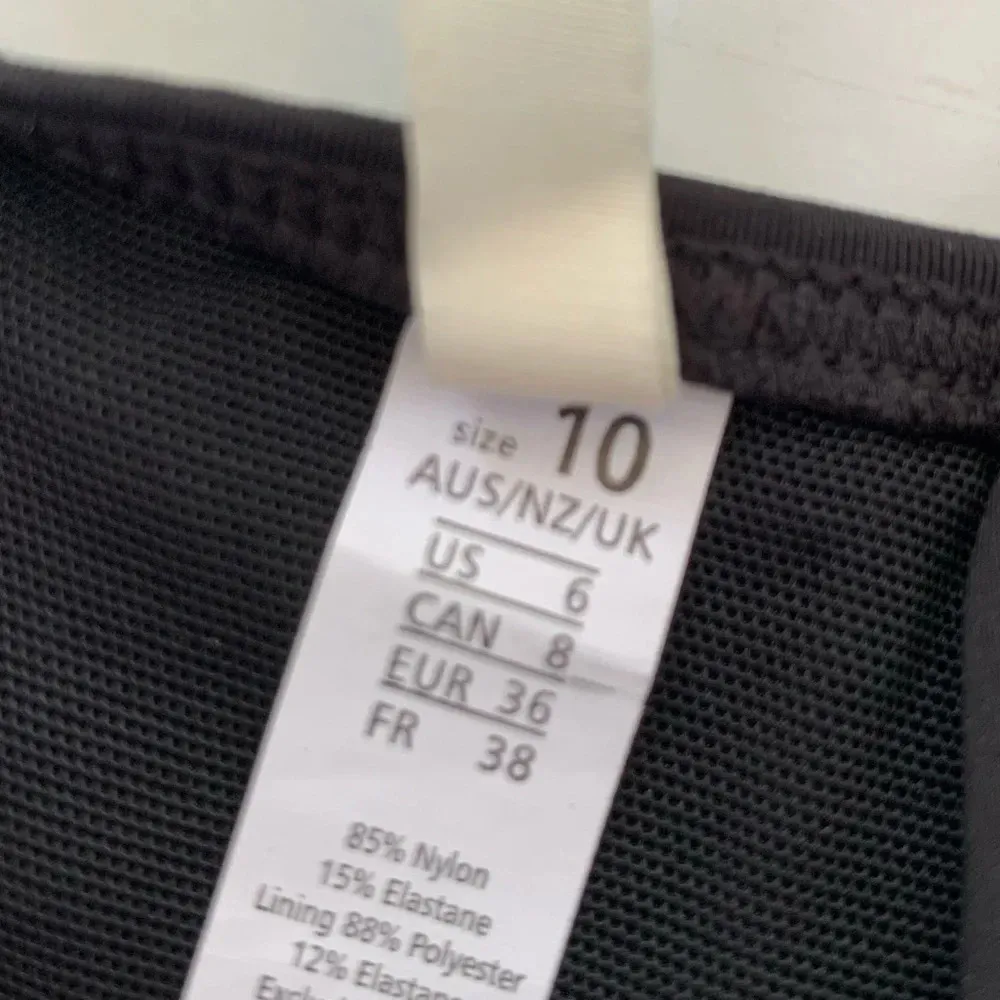 size 10
AUS/NZ/UK
US 6
CAN 8
EUR 36
FR 38
85% Nylon
15% Elastane
Lining 88% Polyester
12% Elastane